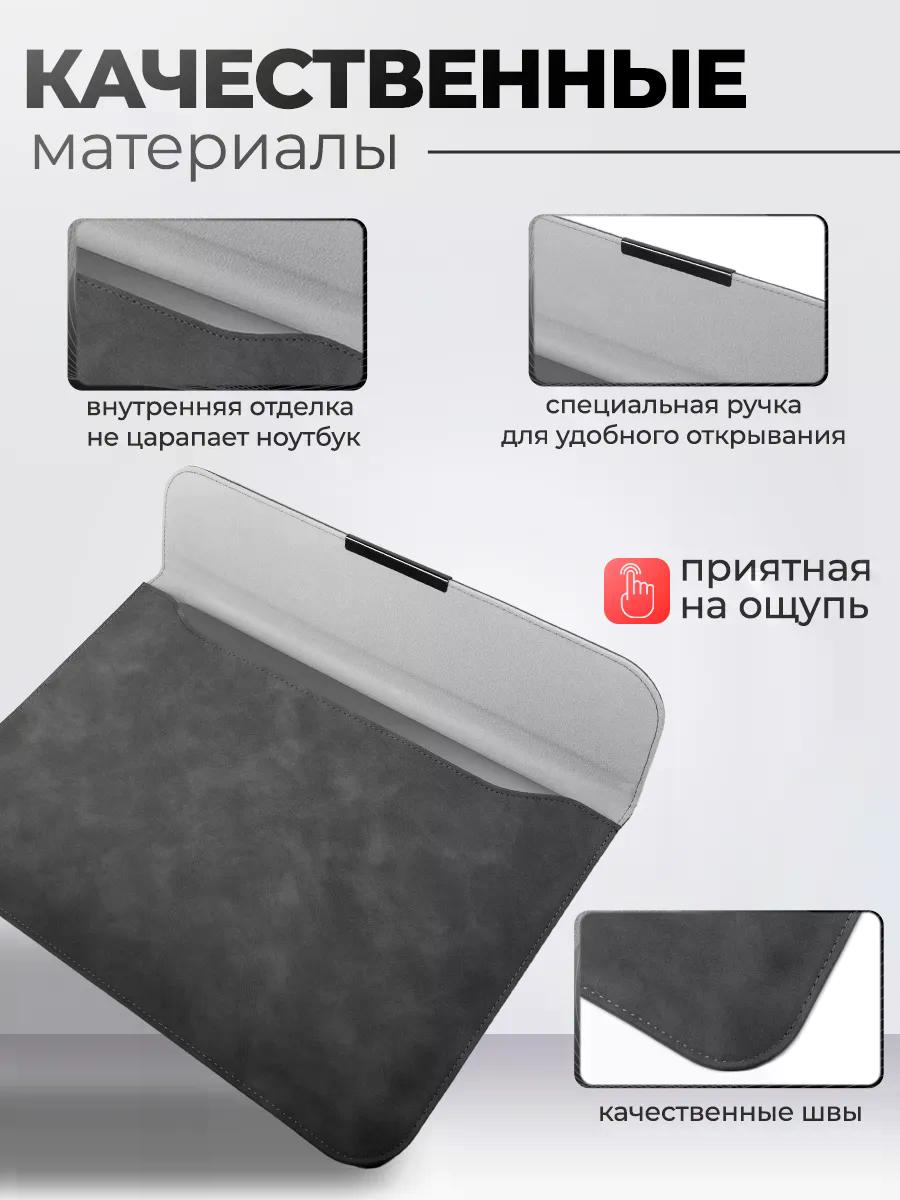 КАЧЕСТВЕННЫЕ
материалы
внутренняя отделка
не царапает ноутбук
специальная ручка
для удобного открывания
приятная
на ощупь
качественные швы